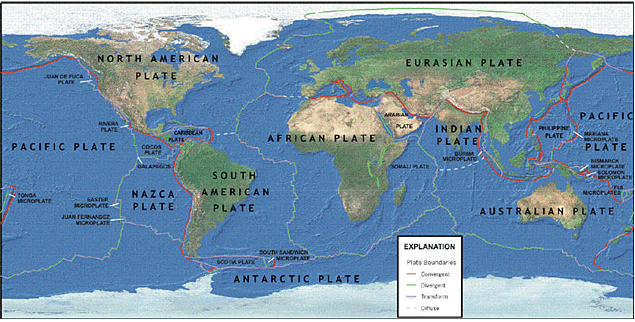 NORTH AMERICAN
PLATE
EURASIAN PLATE
JUAN DE FUCA
PLATE
ARABIAN
PLATE
PACIFIC
PLATE
RIVERA
PLATE
CARIBBEAN
PLATE
AFRICAN PLATE
INDIAN
PLATE
PHILIPPINE
PLATE
MARIANA
MICROPLATE
PACIFIC PLATE
COCOS
PLATE
GALAPAGOS
BURMA
MICROPLATE
SOMALI PLATE
BISMARCK
MICROPLATE
SOLOMON
MICROPLATE
FIJI
MICROPLATES
SOUTH
AMERICAN
PLATE
NAZCA
PLATE
TONGA
MICROPLATE
EASTER
MICROPLATE
JUAN FERNANDEZ
MICROPLATE
AUSTRALIAN PLATE
SCOTIA PLATE
SOUTH SANDWICH
MICROPLATE
ANTARCTIC PLATE
EXPLANATION
Plate Boundaries
Convergent
Divergent
Transform
Diffuse